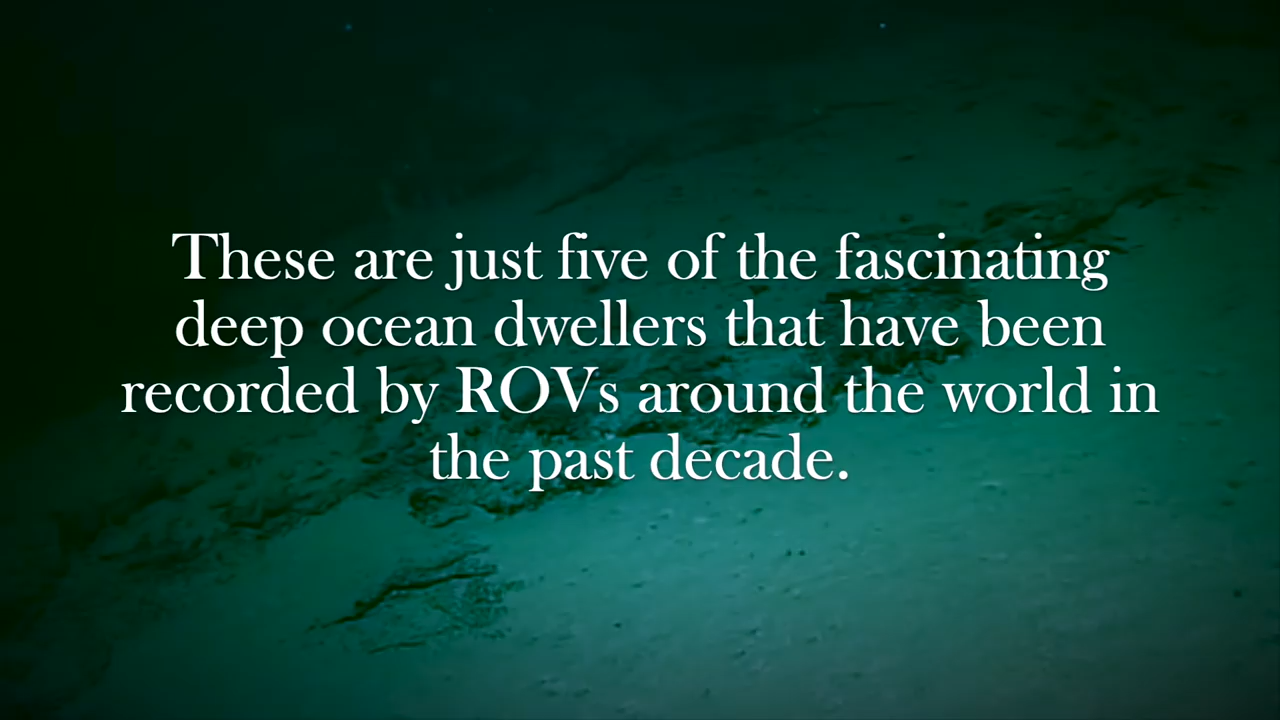 These are just five of the fascinating
deep ocean dwellers that have been
recorded by ROVs around the world in
the past decade.